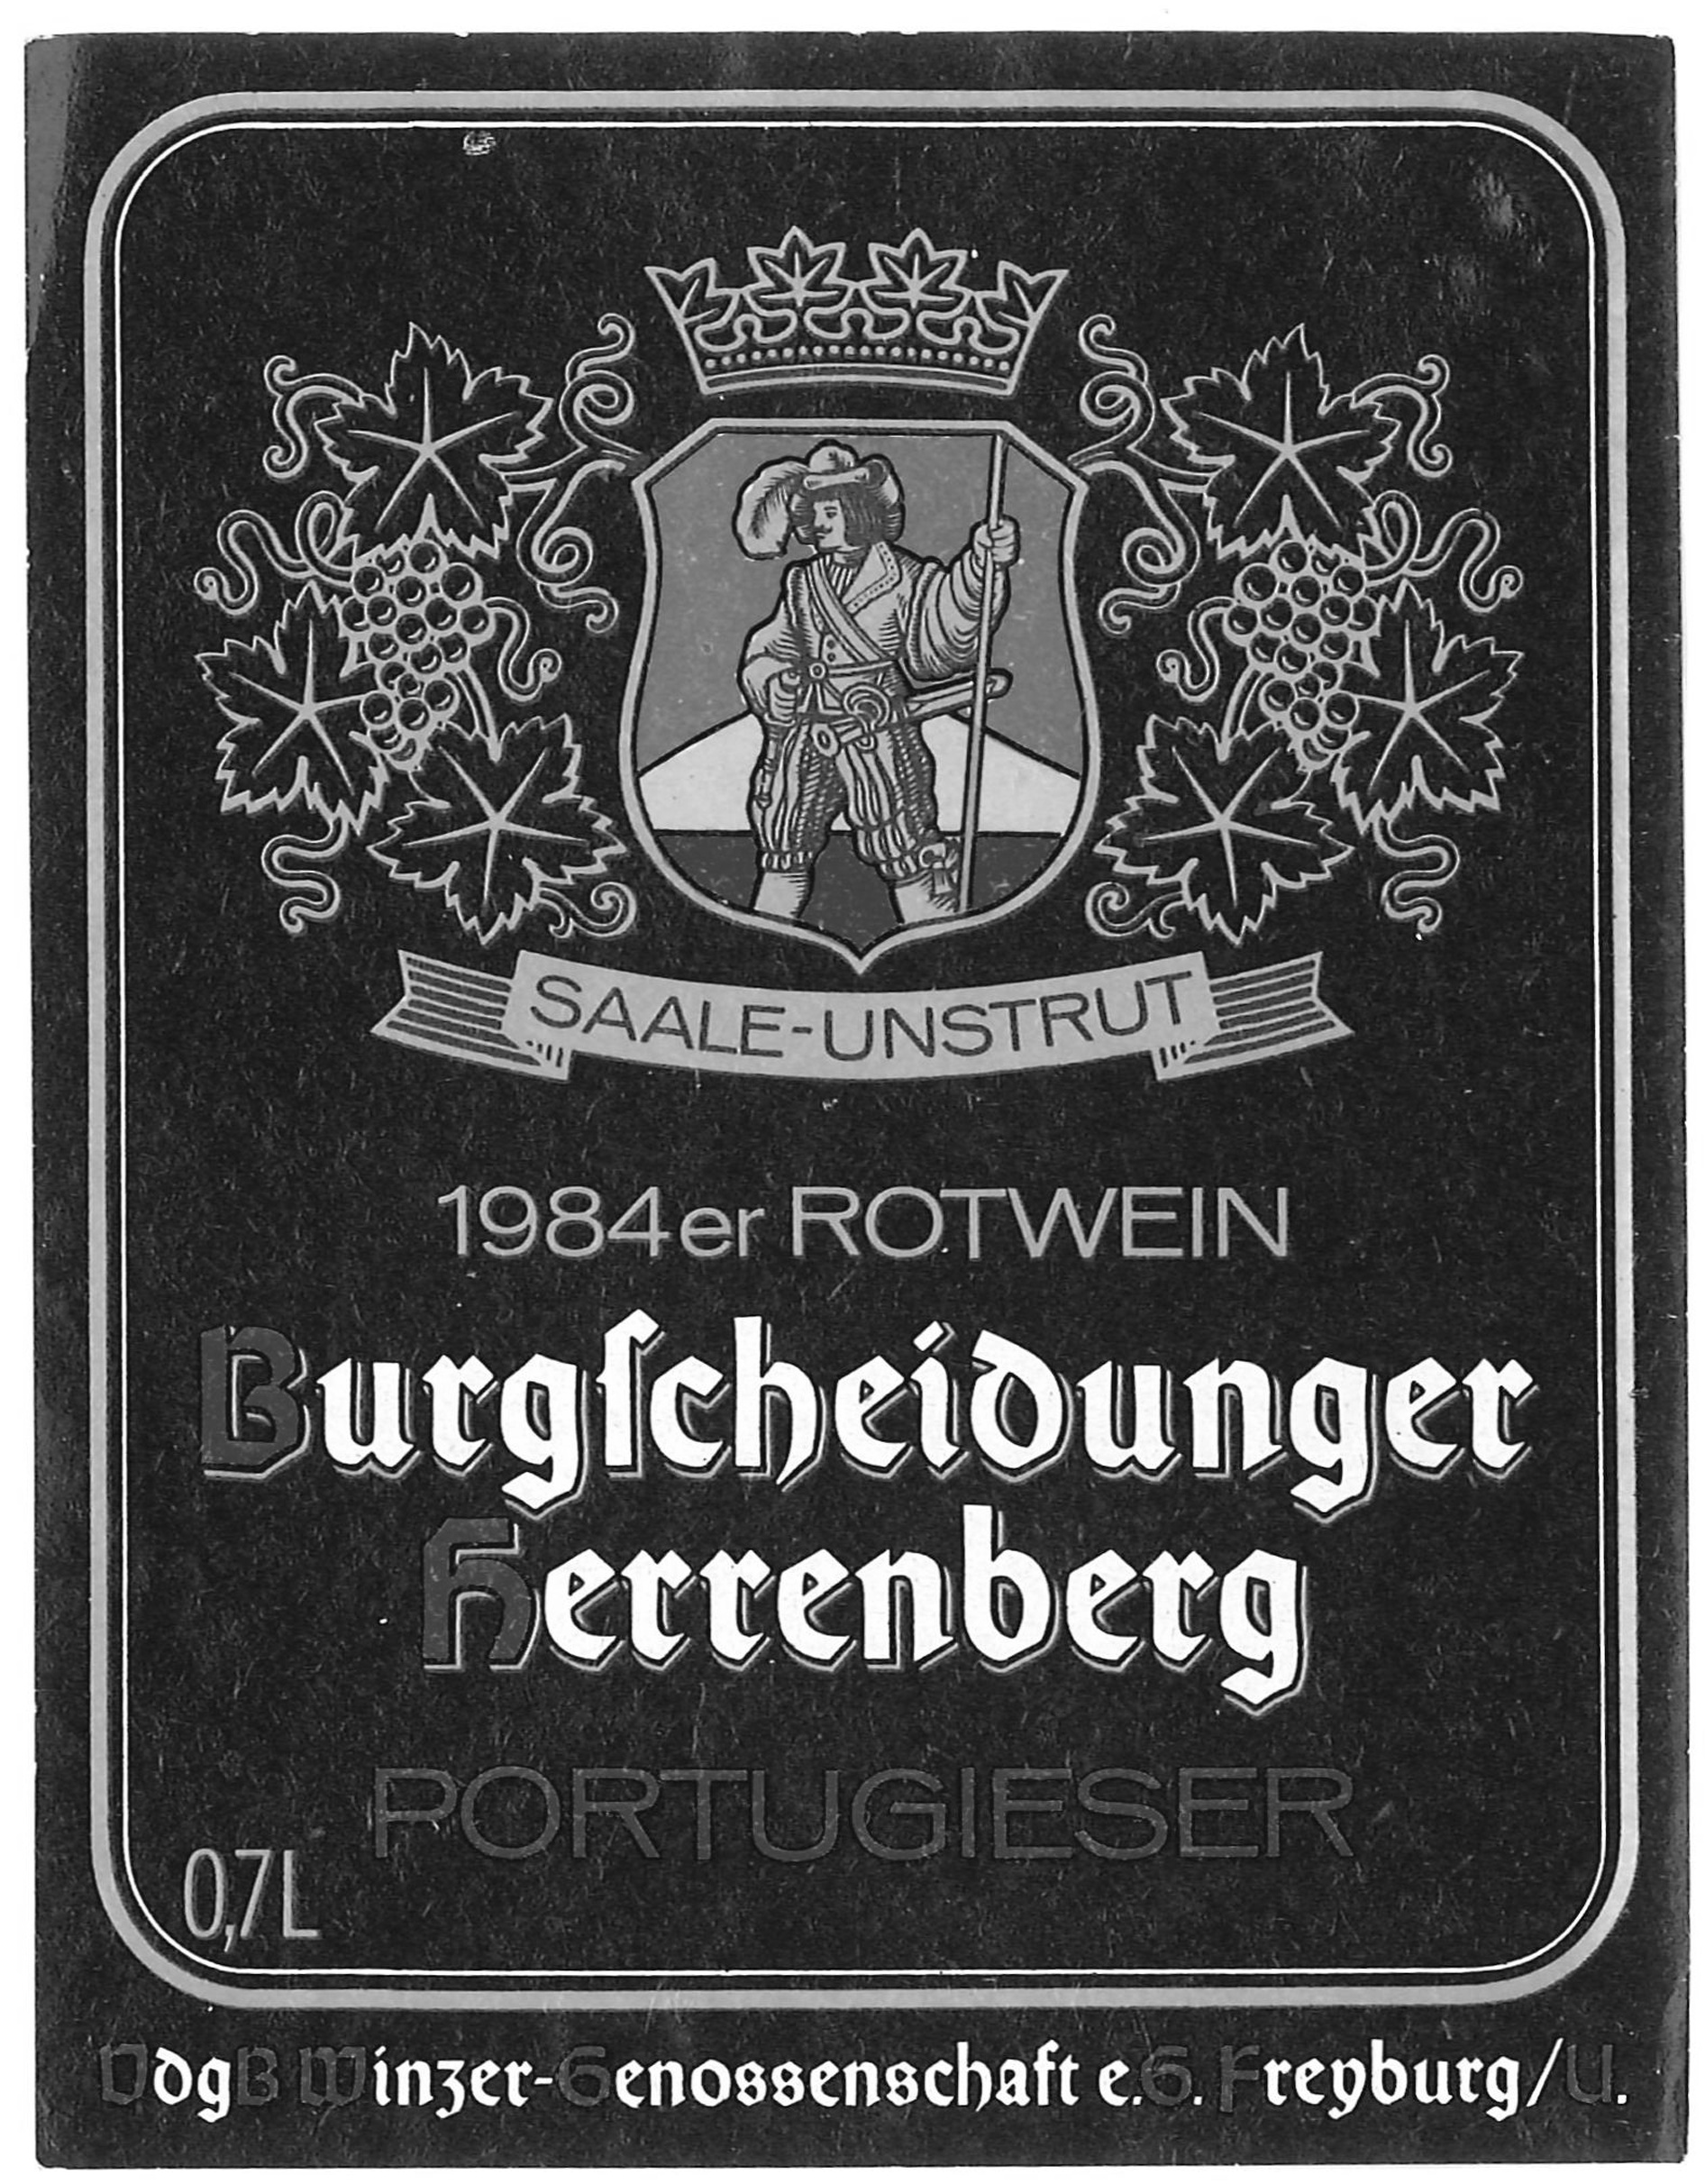 SAALE-UNSTRUT
1984er ROTWEIN
Burgſcheidunger
Herrenberg
PORTUGIESER
0,7L
VdgB Winzer-Genossenschaft e.G. Freyburg/U.